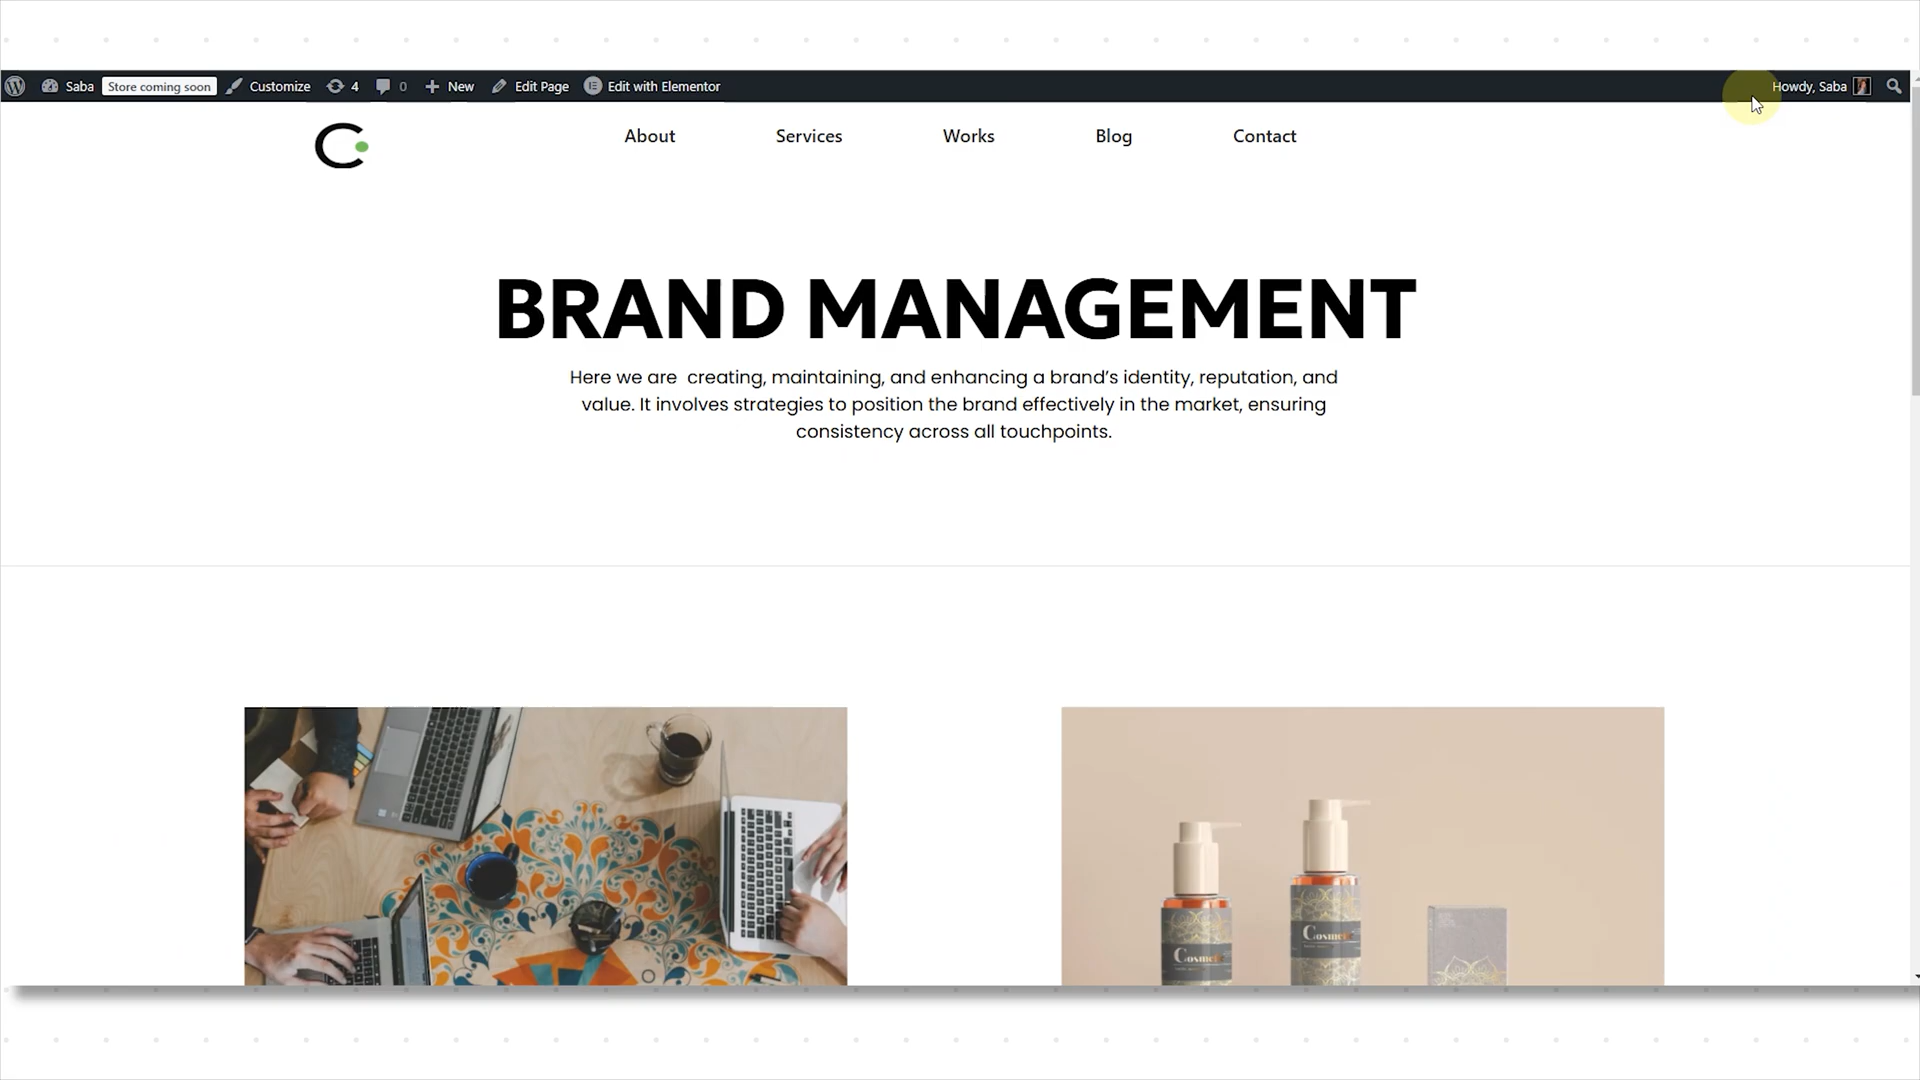 Saba Store coming soon Customize 4 0 New Edit Page Edit with Elementor Howdy, Saba
About Services Works Blog Contact
BRAND MANAGEMENT
Here we are creating, maintaining, and enhancing a brand’s identity, reputation, and
value. It involves strategies to position the brand effectively in the market, ensuring
consistency across all touchpoints.